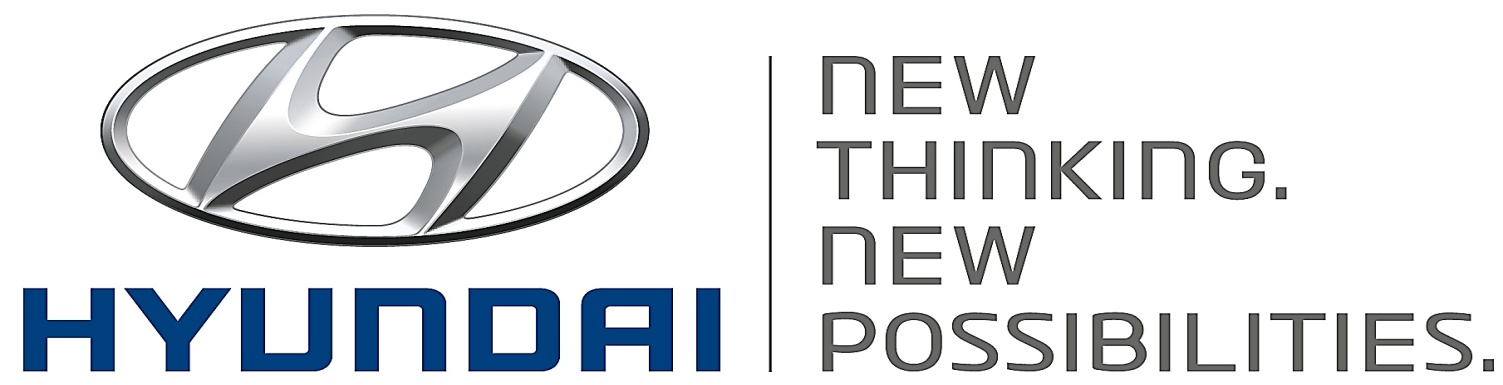 HYUNDAI
NEW
THINKING.
NEW
POSSIBILITIES.